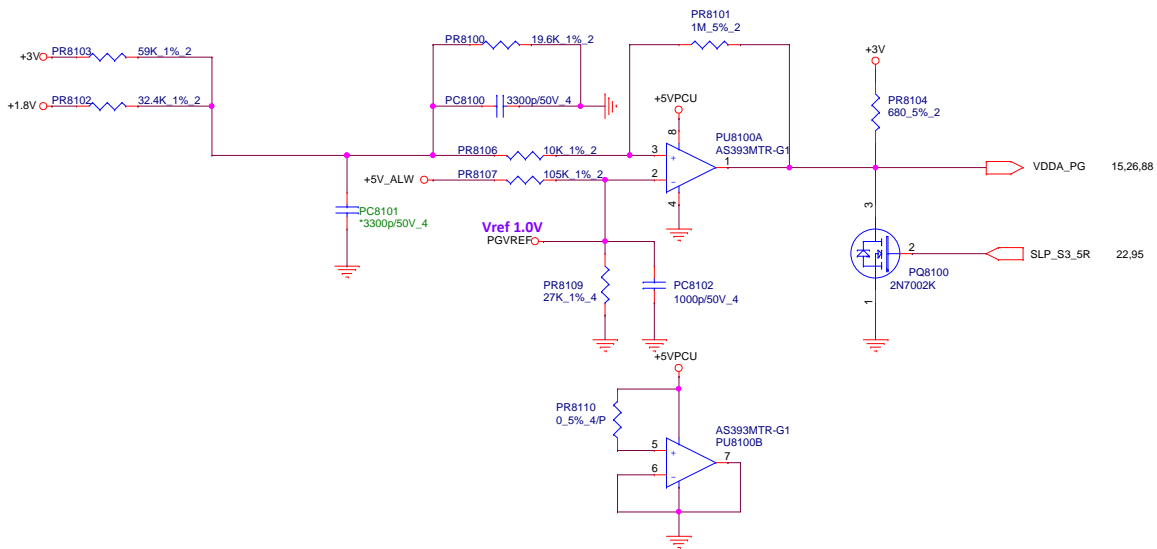 PR8101
1M_5%_2
PR8100 19.6K_1%_2
PR8103 59K_1%_2
+3V
+3V
+5VPCU
PC8100 3300p/50V_4
PR8102 32.4K_1%_2
+1.8V
PR8104
680_5%_2
8
PU8100A
AS393MTR-G1
PR8106 10K_1%_2
3
+
1
VDDA_PG 15,26,88
PR8107 105K_1%_2
+5V_ALW
2
-
4
3
PC8101
*3300p/50V_4
Vref 1.0V
PGVREF
2
SLP_S3_5R 22,95
PQ8100
2N7002K
PR8109
27K_1%_4
PC8102
1000p/50V_4
1
+5VPCU
PR8110
0_5%_4/P
AS393MTR-G1
PU8100B
5
+
7
6
-